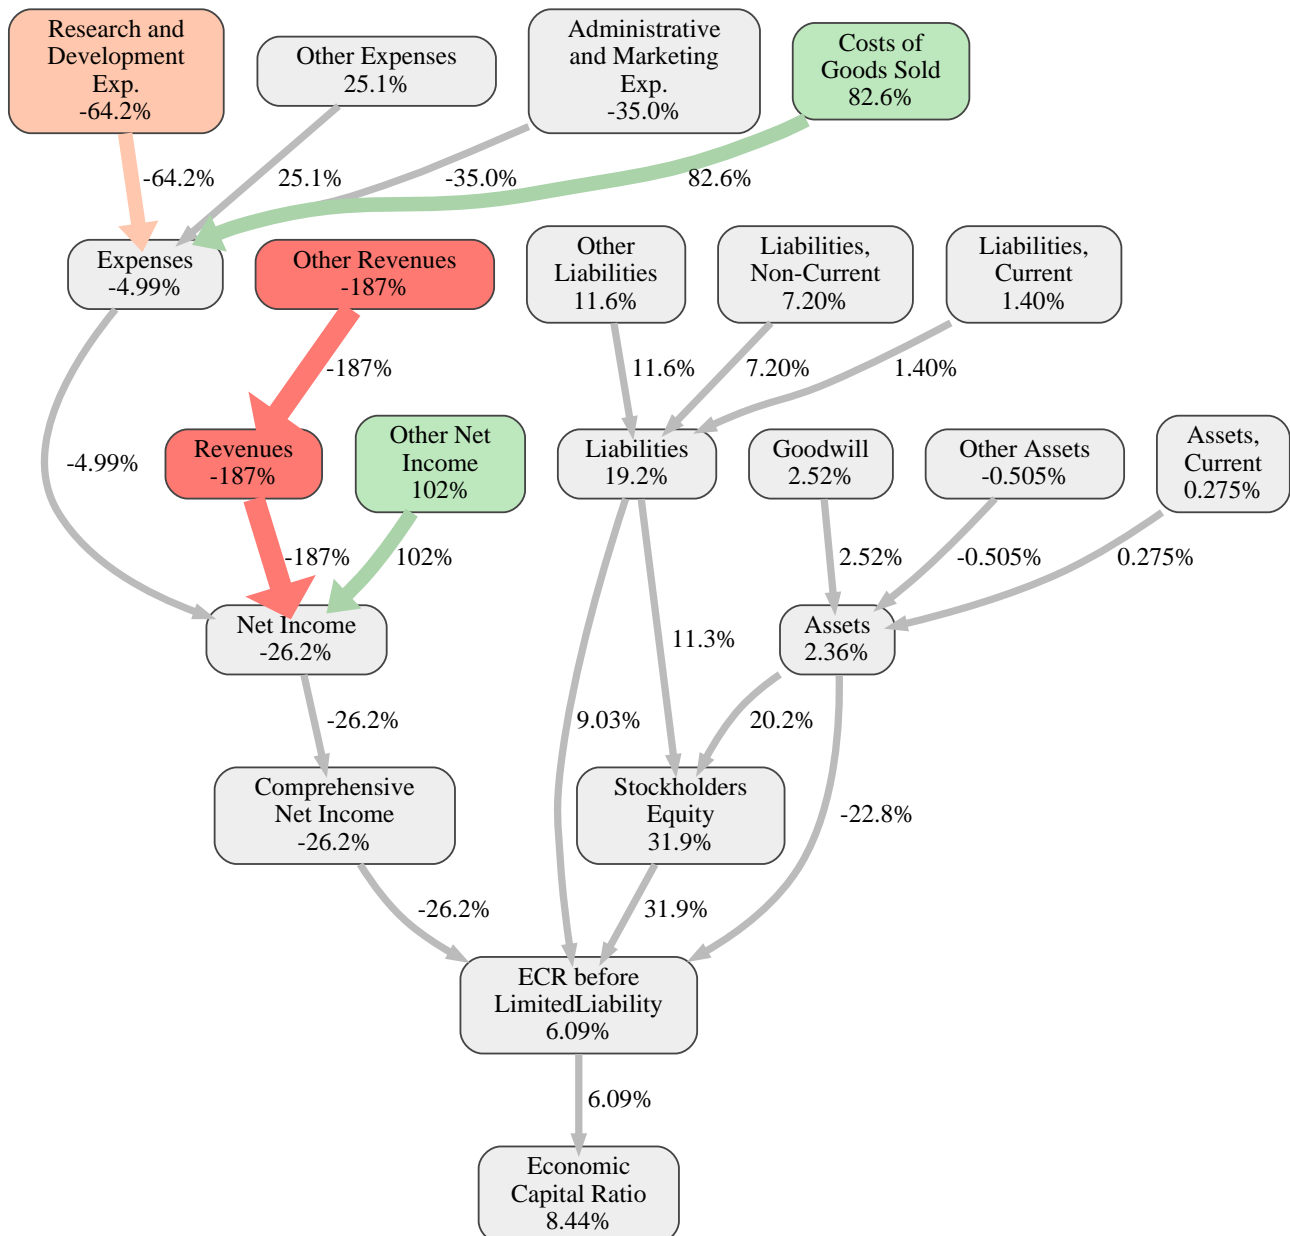 Research and
Development
Exp.
-64.2%
Other Expenses
25.1%
Administrative
and Marketing
Exp.
-35.0%
Costs of
Goods Sold
82.6%
-64.2%
25.1%
-35.0%
82.6%
Expenses
-4.99%
Other Revenues
-187%
Other
Liabilities
11.6%
Liabilities,
Non-Current
7.20%
Liabilities,
Current
1.40%
-187%
11.6%
7.20%
1.40%
-4.99%
Revenues
-187%
Other Net
Income
102%
Liabilities
19.2%
Goodwill
2.52%
Other Assets
-0.505%
Assets,
Current
0.275%
-187%
102%
2.52%
-0.505%
0.275%
Net Income
-26.2%
11.3%
Assets
2.36%
-26.2%
9.03%
20.2%
Comprehensive
Net Income
-26.2%
Stockholders
Equity
31.9%
-22.8%
-26.2%
31.9%
ECR before
LimitedLiability
6.09%
6.09%
Economic
Capital Ratio
8.44%